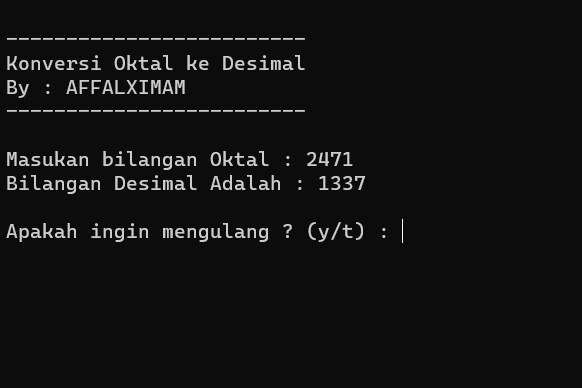 -------------------------
Konversi Oktal ke Desimal
By : AFFALXIMAM
-------------------------
Masukan bilangan Oktal : 2471
Bilangan Desimal Adalah : 1337
Apakah ingin mengulang ? (y/t) :